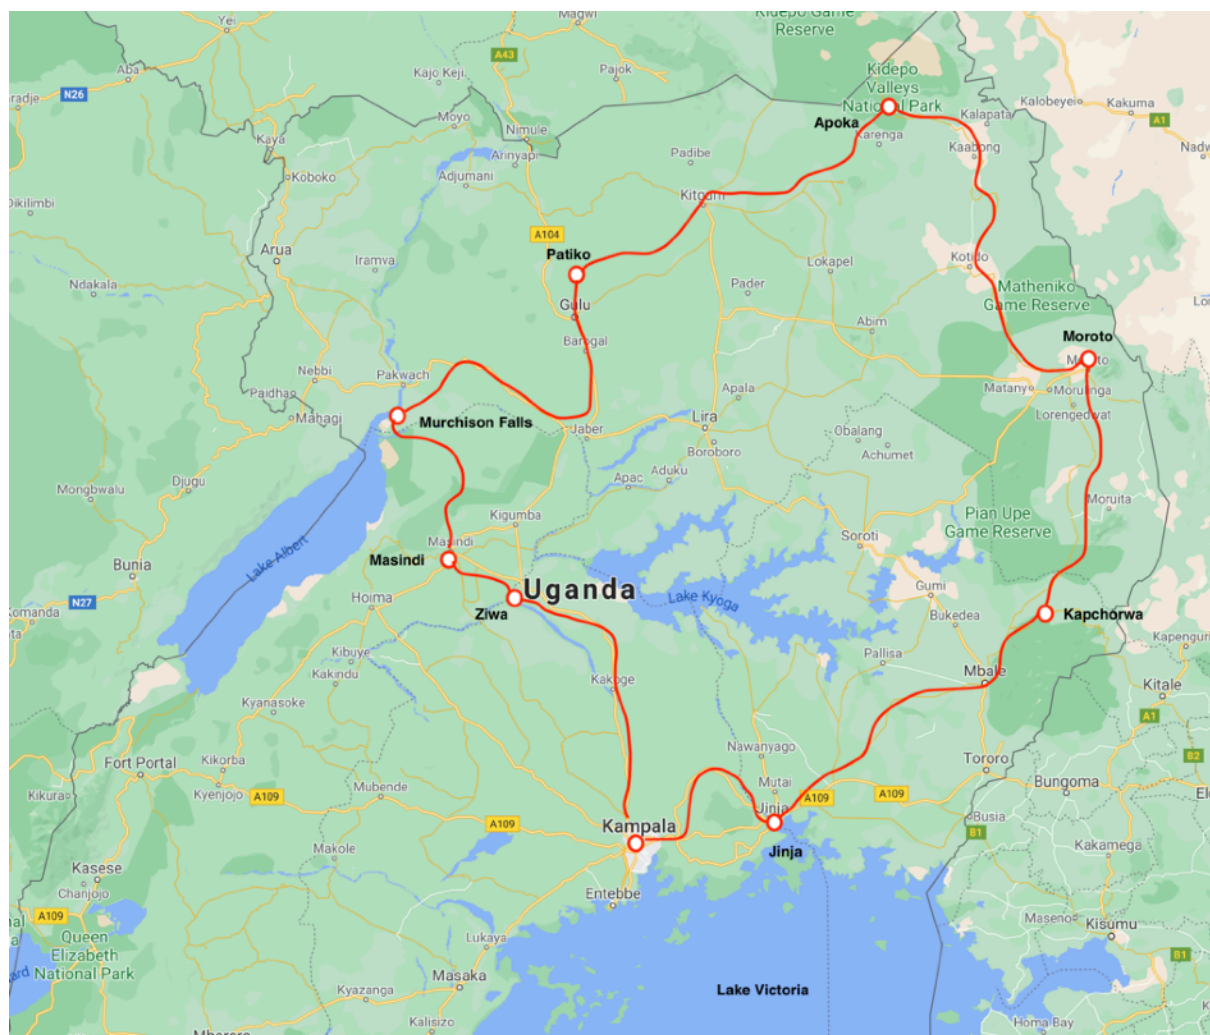 Kidepo Game
Reserve
Magwi
Yei
A43
Aba
Kajo Keji
Pajok
Kidepo
Valleys
National Park
N26
Kalobeyei
Kakuma
A1
Apoka
Kalapata
Moyo
Nimule
Kaya
Karenga
Kaabong
Padibe
Arinyapi
Koboko
Adjumani
Dikilimbi
Kitgum
Arua
A104
Iramva
Patiko
Lokapel
Kotido
Ndakala
Pader
Matheniko
Game Reserve
Gulu
Abim
Barogal
Moroto
Nebbi
Pakwach
Matany
Morulinga
Paidha
Apala
Lorengedwat
Mahagi
Murchison Falls
Lira
Jaber
Obalang
Achumet
Boroboro
Aduku
Apac
Djugu
Mongbwalu
Moruita
Pian Upe
Game Reserve
Kigumba
Soroti
Masindi
Lake Albert
Masindi
Bunia
Uganda
Gumi
Lake Kyoga
N27
Hoima
Ziwa
Komanda
Bukedea
Kapchorwa
Kapenguri
Kibuye
Pallisa
Kakindu
Mbale
Kakoge
Kitale
Kyanasoke
A1
Nawanyago
Kikorba
Fort Portal
Tororo
B2
Mutai
Bungoma
Kikura
Kyenjojo
A109
Mubende
A109
A109
Jinja
Busia
A109
Kampala
B1
Makole
Jinja
Kakamega
Kasese
Chanjojo
Entebbe
A109
Maseno
Kisumu
Queen
Elizabeth
National Park
Lukaya
B1
Masaka
Kyazanga
Lake Victoria
Kalisizo
Homa Bay